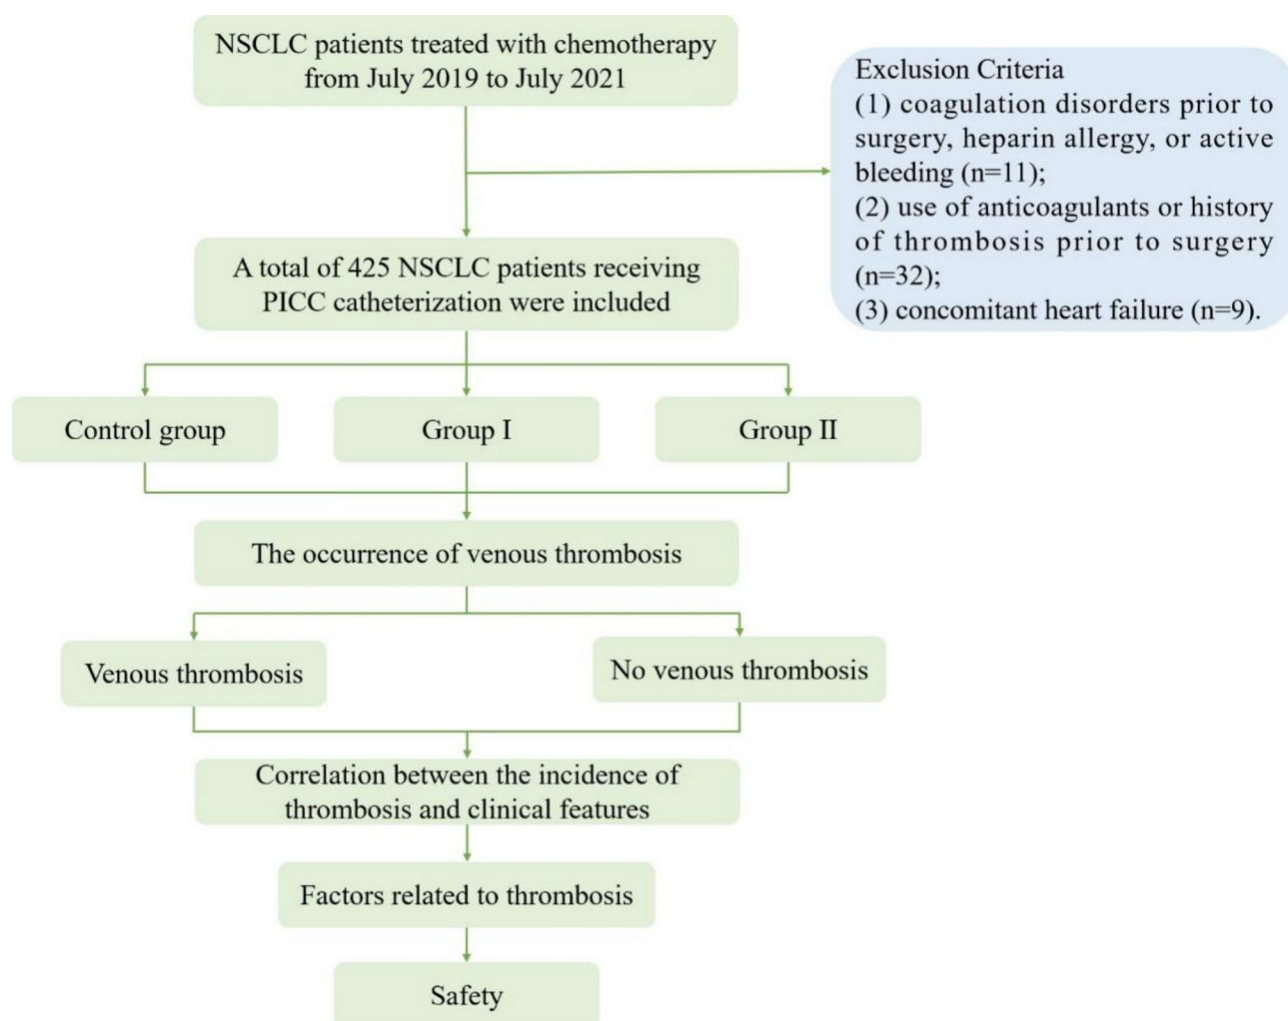 NSCLC patients treated with chemotherapy
from July 2019 to July 2021
Exclusion Criteria
(1) coagulation disorders prior to
surgery, heparin allergy, or active
bleeding (n=11);
(2) use of anticoagulants or history
of thrombosis prior to surgery
(n=32);
(3) concomitant heart failure (n=9).
A total of 425 NSCLC patients receiving
PICC catheterization were included
Control group
Group I
Group II
The occurrence of venous thrombosis
Venous thrombosis
No venous thrombosis
Correlation between the incidence of
thrombosis and clinical features
Factors related to thrombosis
Safety